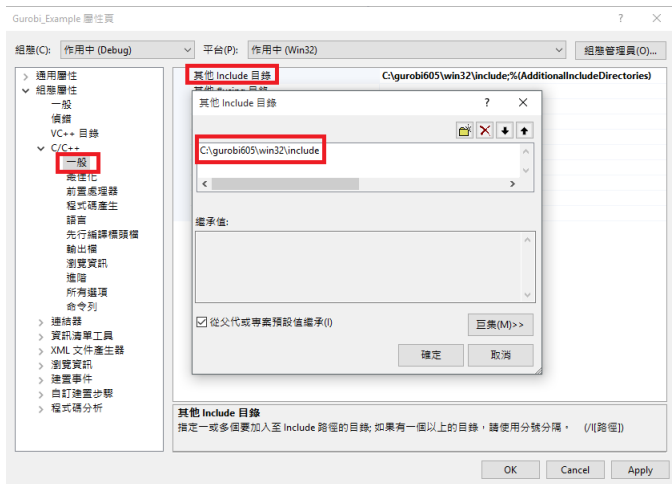 Gurobi_Example 屬性頁
? ×
組態(C): 作用中 (Debug) 平台(P): 作用中 (Win32) 組態管理員(O)...
通用屬性
組態屬性
一般
偵錯
VC++ 目錄
C/C++
一般
最佳化
前置處理器
程式碼產生
語言
先行編譯標頭檔
輸出檔
瀏覽資訊
進階
所有選項
命令列
連結器
資訊清單工具
XML 文件產生器
瀏覽資訊
建置事件
自訂建置步驟
程式碼分析
其他 Include 目錄 C:\gurobi605\win32\include;%(AdditionalIncludeDirectories)
其他 #using 目錄
其他 Include 目錄
? ×
C:\gurobi605\win32\include
繼承值:
從父代或專案預設值繼承(I)
巨集(M)>>
確定 取消
其他 Include 目錄
指定一或多個要加入至 Include 路徑的目錄; 如果有一個以上的目錄，請使用分號分隔。 (/I[路徑])
OK Cancel Apply